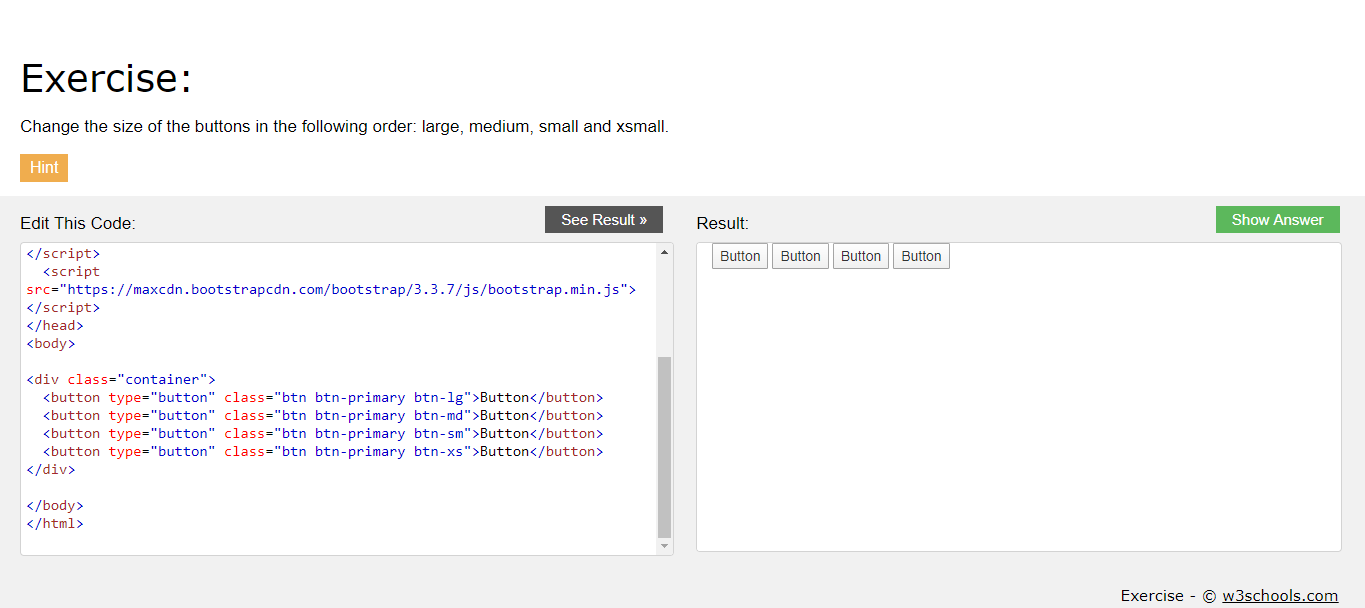 Exercise:
Change the size of the buttons in the following order: large, medium, small and xsmall.
Hint
Edit This Code:
See Result »
</script>
<script
src="https://maxcdn.bootstrapcdn.com/bootstrap/3.3.7/js/bootstrap.min.js">
</script>
</head>
<body>
<div class="container">
<button type="button" class="btn btn-primary btn-lg">Button</button>
<button type="button" class="btn btn-primary btn-md">Button</button>
<button type="button" class="btn btn-primary btn-sm">Button</button>
<button type="button" class="btn btn-primary btn-xs">Button</button>
</div>
</body>
</html>
Result:
Show Answer
Button Button Button Button
Exercise - © w3schools.com